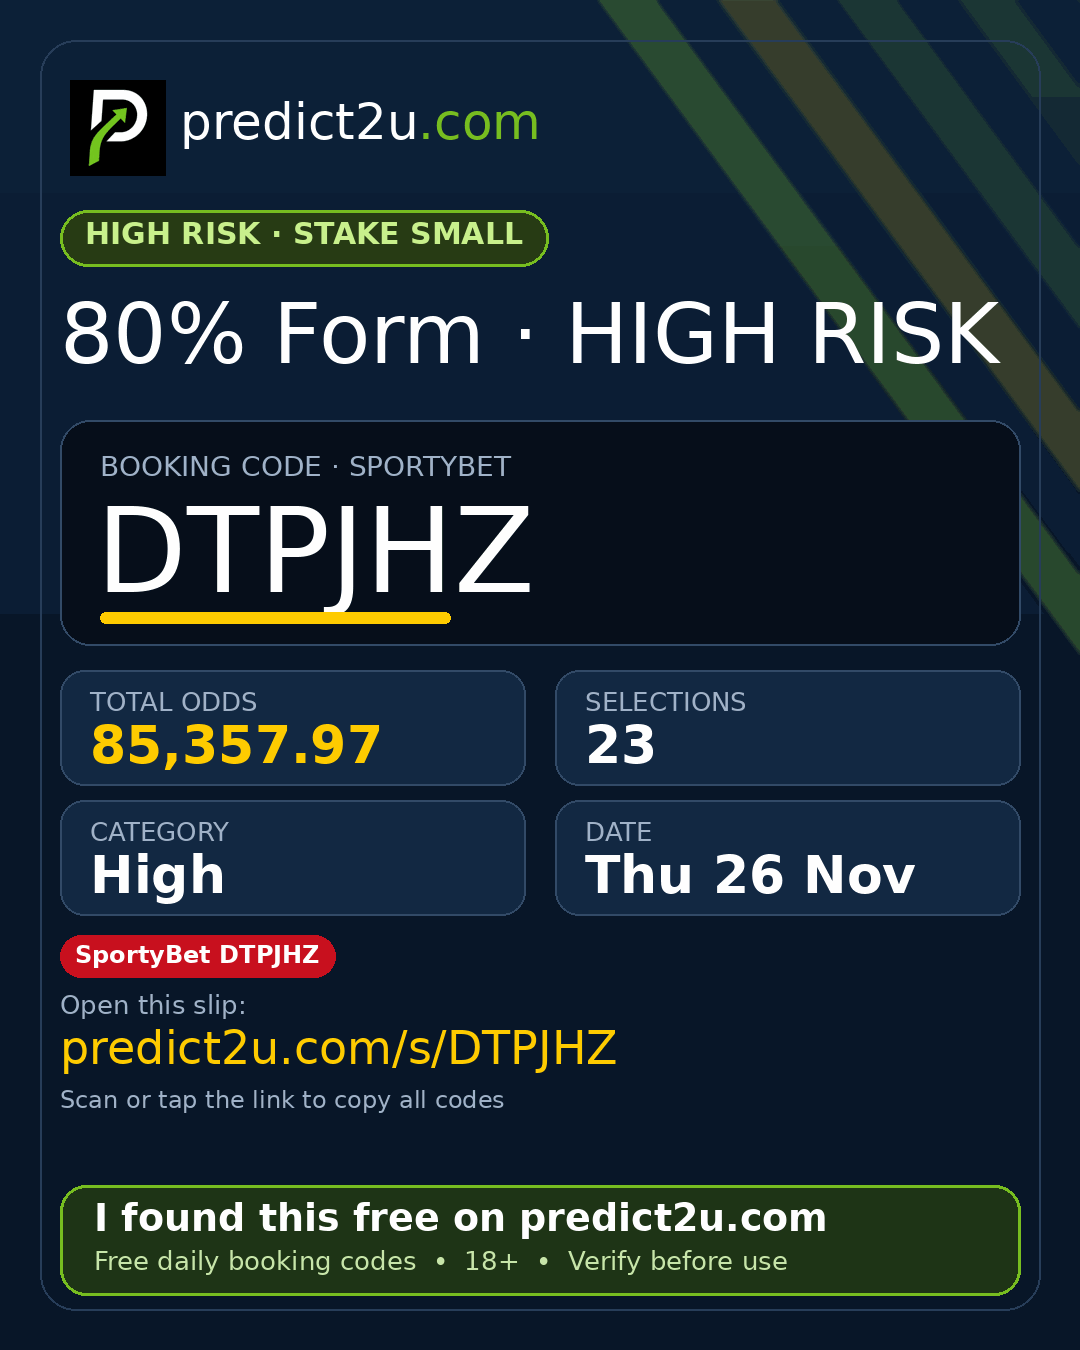 predict2u.com
HIGH RISK · STAKE SMALL
80% Form · HIGH RISK
BOOKING CODE · SPORTYBET
DTPJHZ
TOTAL ODDS
85,357.97
SELECTIONS
23
CATEGORY
High
DATE
Thu 26 Nov
SportyBet DTPJHZ
Open this slip:
predict2u.com/s/DTPJHZ
Scan or tap the link to copy all codes
I found this free on predict2u.com
Free daily booking codes • 18+ • Verify before use